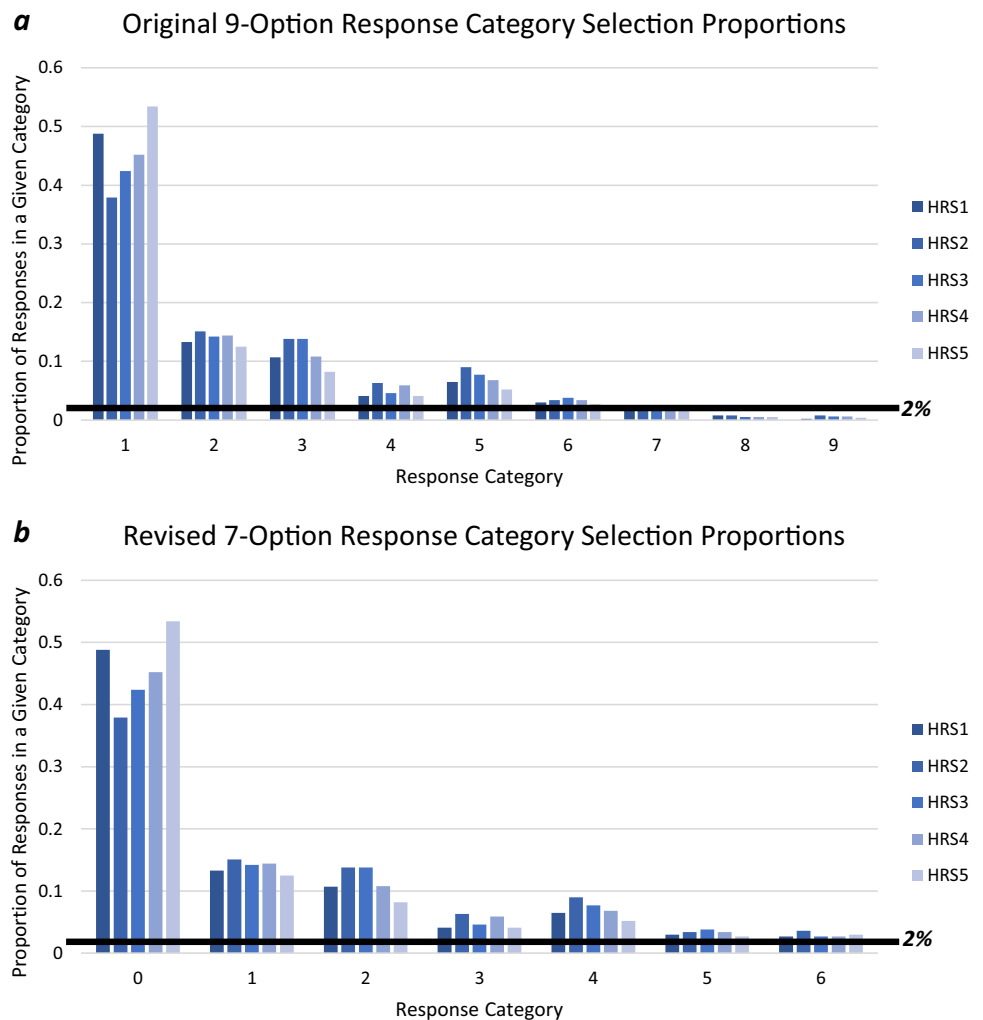 a Original 9-Option Response Category Selection Proportions
Proportion of Responses in a Given Category
0.6
0.5
0.4
0.3
0.2
0.1
0
2%
1 2 3 4 5 6 7 8 9
Response Category
HRS1
HRS2
HRS3
HRS4
HRS5
b Revised 7-Option Response Category Selection Proportions
Proportion of Responses in a Given Category
0.6
0.5
0.4
0.3
0.2
0.1
0
2%
0 1 2 3 4 5 6
Response Category
HRS1
HRS2
HRS3
HRS4
HRS5